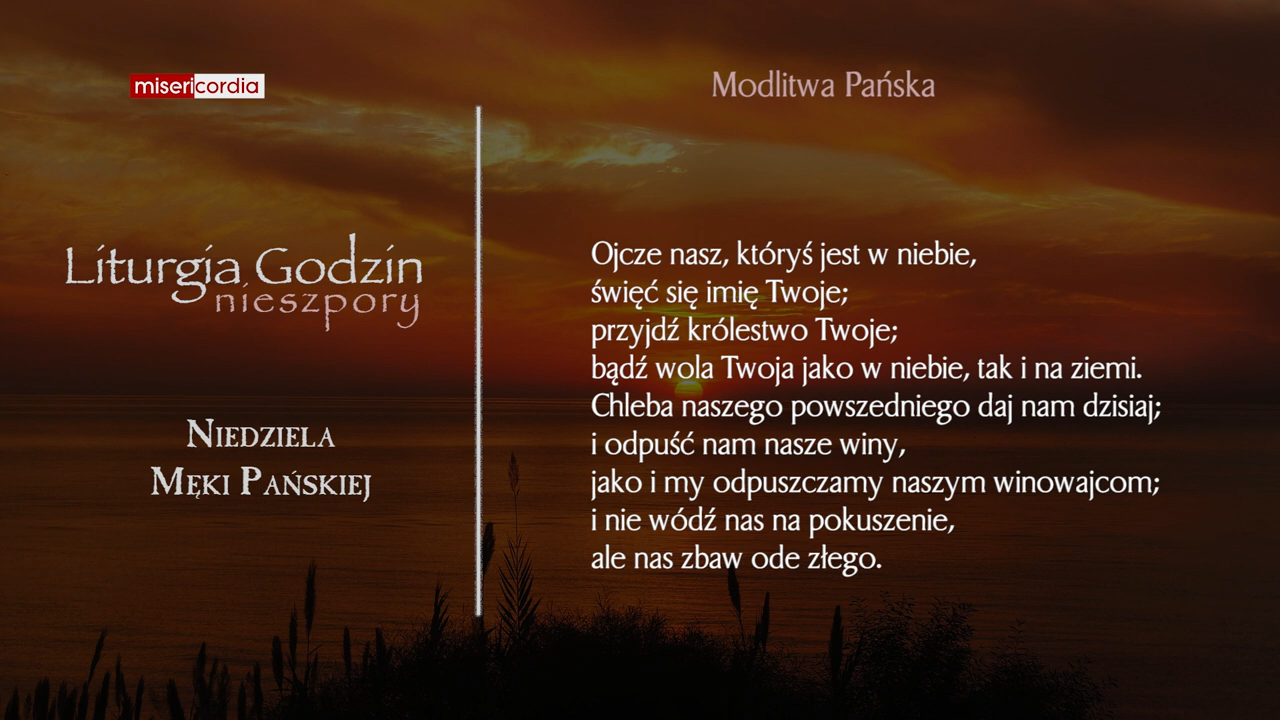 misericordia
Modlitwa Pańska
Liturgia Godzin
nieszpory
Niedziela
Męki Pańskiej
Ojcze nasz, któryś jest w niebie,
święć się imię Twoje;
przyjdź królestwo Twoje;
bądź wola Twoja jako w niebie, tak i na ziemi.
Chleba naszego powszedniego daj nam dzisiaj;
i odpuść nam nasze winy,
jako i my odpuszczamy naszym winowajcom;
i nie wódź nas na pokuszenie,
ale nas zbaw ode złego.